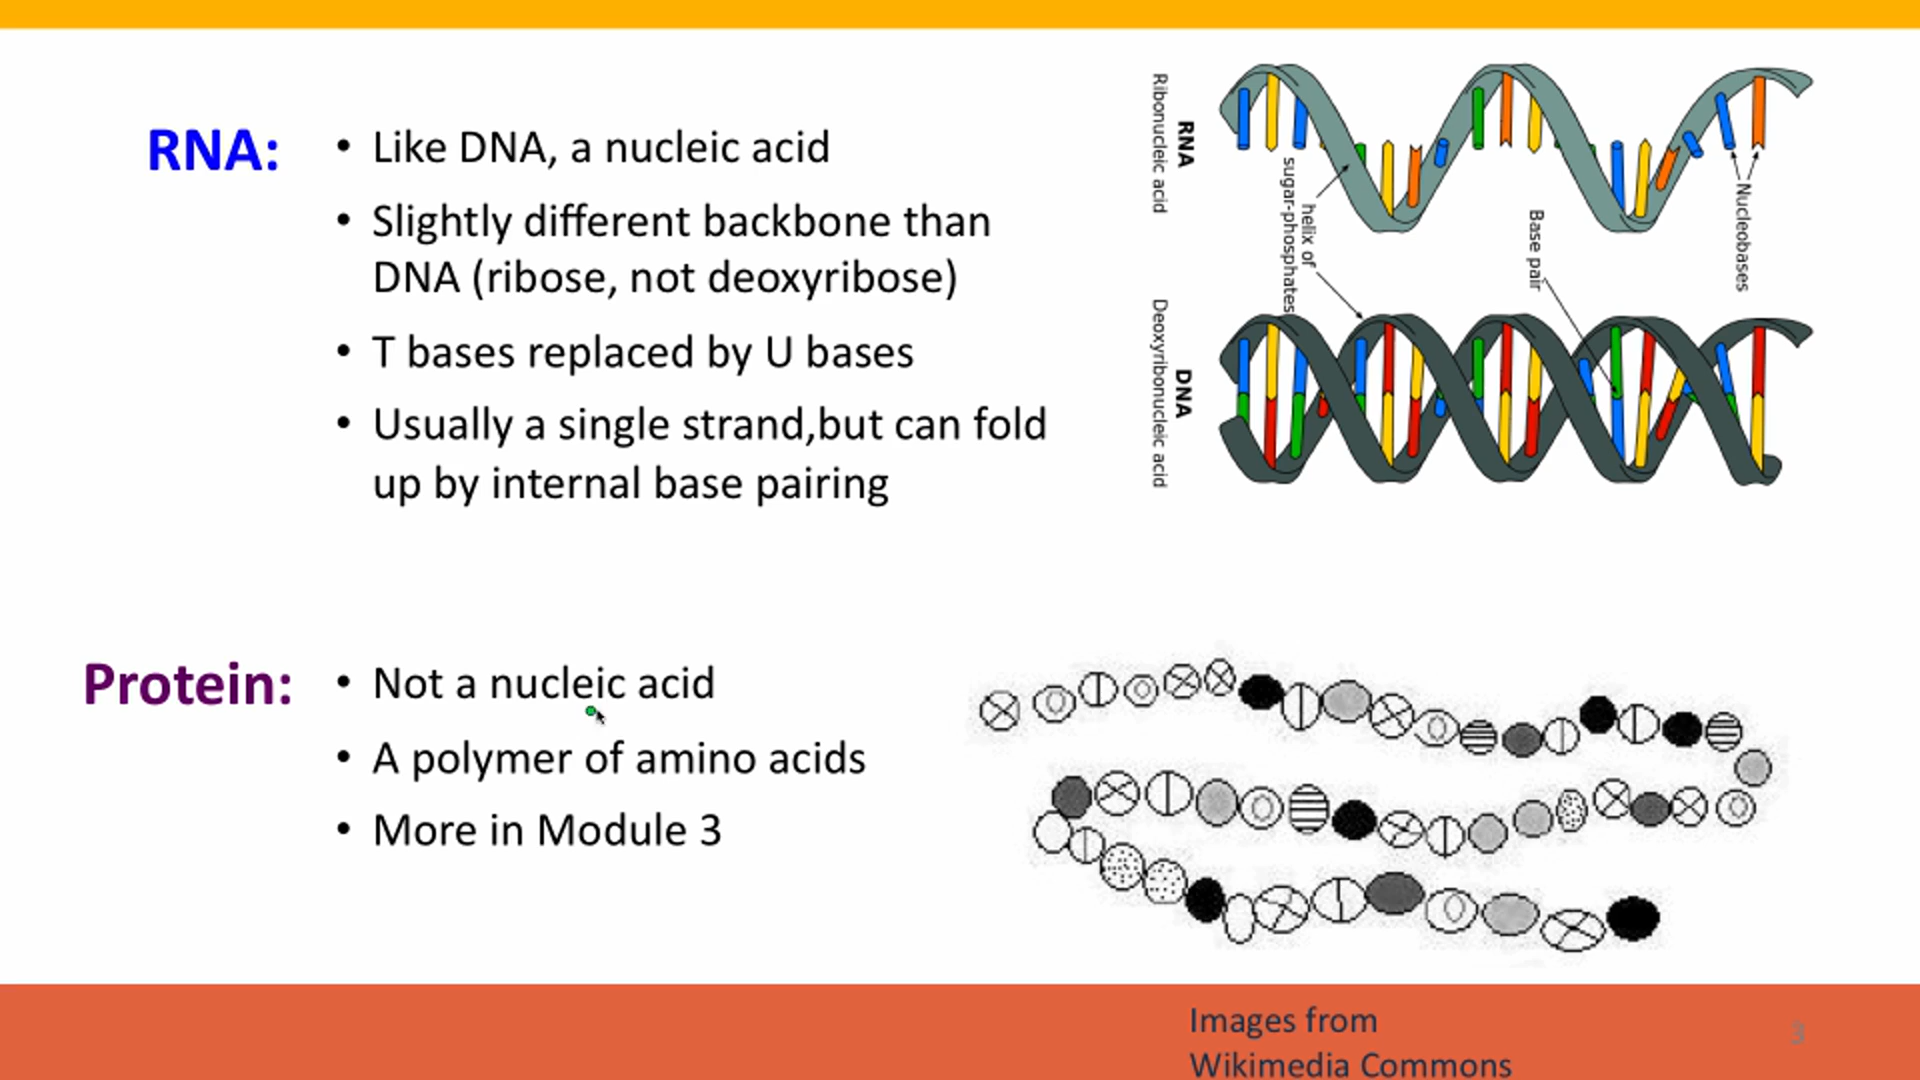 RNA:
• Like DNA, a nucleic acid
• Slightly different backbone than
DNA (ribose, not deoxyribose)
• T bases replaced by U bases
• Usually a single strand,but can fold
up by internal base pairing
RNA
Ribonucleic acid
helix of
sugar-phosphates
Base pair
Nucleobases
DNA
Deoxyribonucleic acid
Protein:
• Not a nucleic acid
• A polymer of amino acids
• More in Module 3
Images from
Wikimedia Commons
3